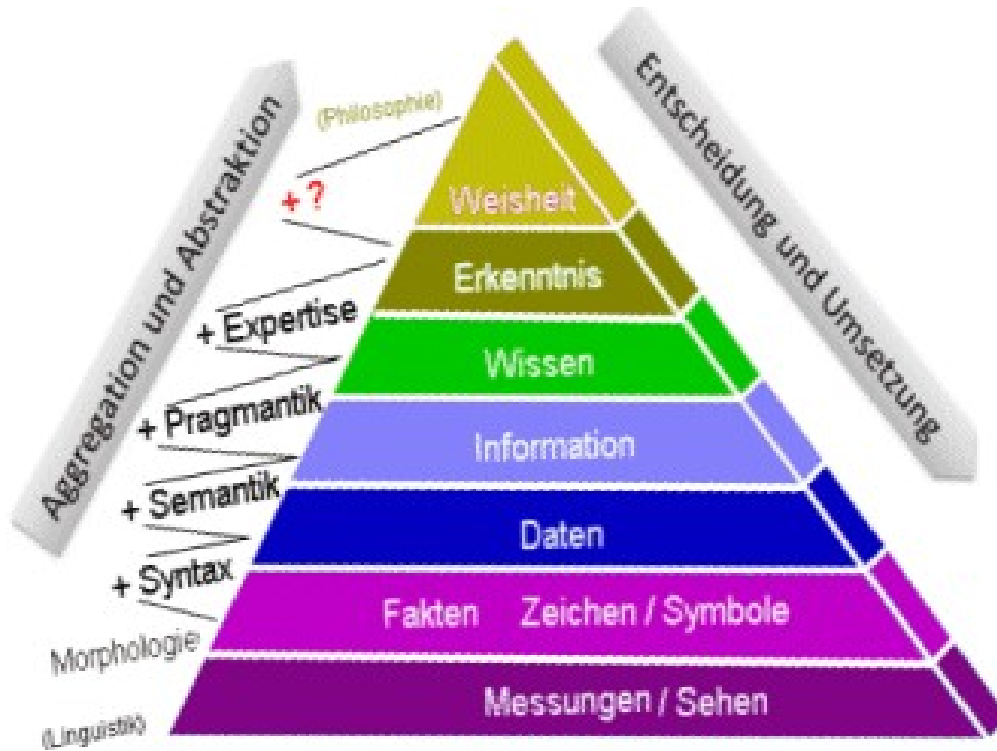 Aggregation und Abstraktion
Entscheidung und Umsetzung
(Philosophie)
+ ?
Weisheit
Erkenntnis
+ Expertise
Wissen
+ Pragmantik
Information
+ Semantik
Daten
+ Syntax
Fakten Zeichen / Symbole
Morphologie
Messungen / Sehen
(Linguistik)